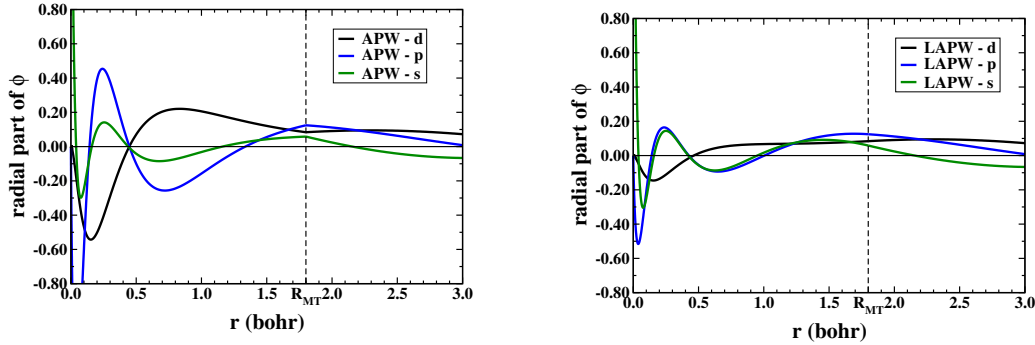 0.80
0.60
0.40
0.20
0.00
-0.20
-0.40
-0.60
-0.80
radial part of ϕ
APW - d
APW - p
APW - s
0.0 0.5 1.0 1.5 R_MT 2.0 2.5 3.0
r (bohr)
0.80
0.60
0.40
0.20
0.00
-0.20
-0.40
-0.60
-0.80
radial part of ϕ
LAPW - d
LAPW - p
LAPW - s
0.0 0.5 1.0 1.5 R_MT 2.0 2.5 3.0
r (bohr)